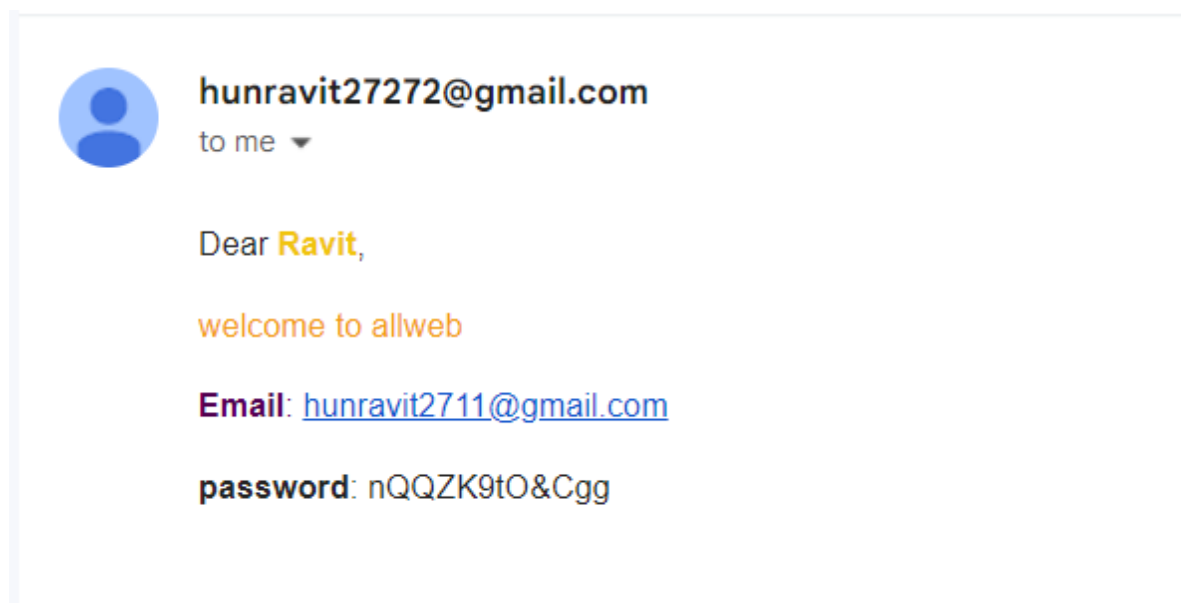 hunravit27272@gmail.com
to me
Dear Ravit,
welcome to allweb
Email: hunravit2711@gmail.com
password: nQQZK9tO&Cgg